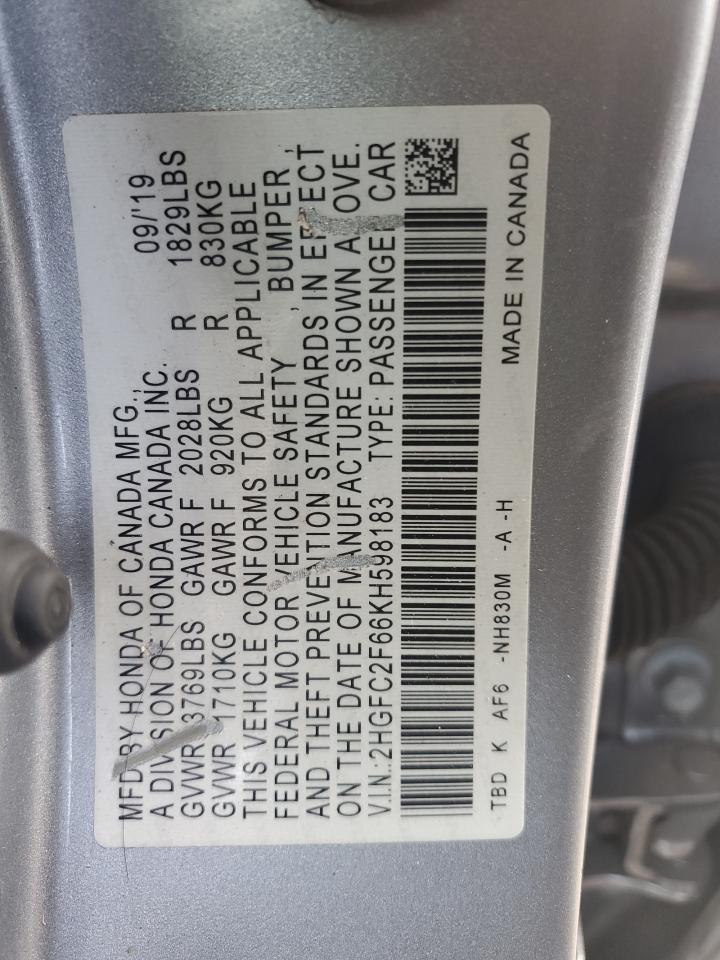 MFD BY HONDA OF CANADA MFG., 09/'19
A DIVISION OF HONDA CANADA INC.
GVWR 3769LBS GAWR F 2028LBS R 1829LBS
GVWR 1710KG GAWR F 920KG R 830KG
THIS VEHICLE CONFORMS TO ALL APPLICABLE
FEDERAL MOTOR VEHICLE SAFETY , BUMPER ,
AND THEFT PREVENTION STANDARDS IN EFFECT
ON THE DATE OF MANUFACTURE SHOWN ABOVE.
V.I.N.:2HGFC2F66KH598183 TYPE: PASSENGER CAR
TBD K AF6 -NH830M -A -H MADE IN CANADA